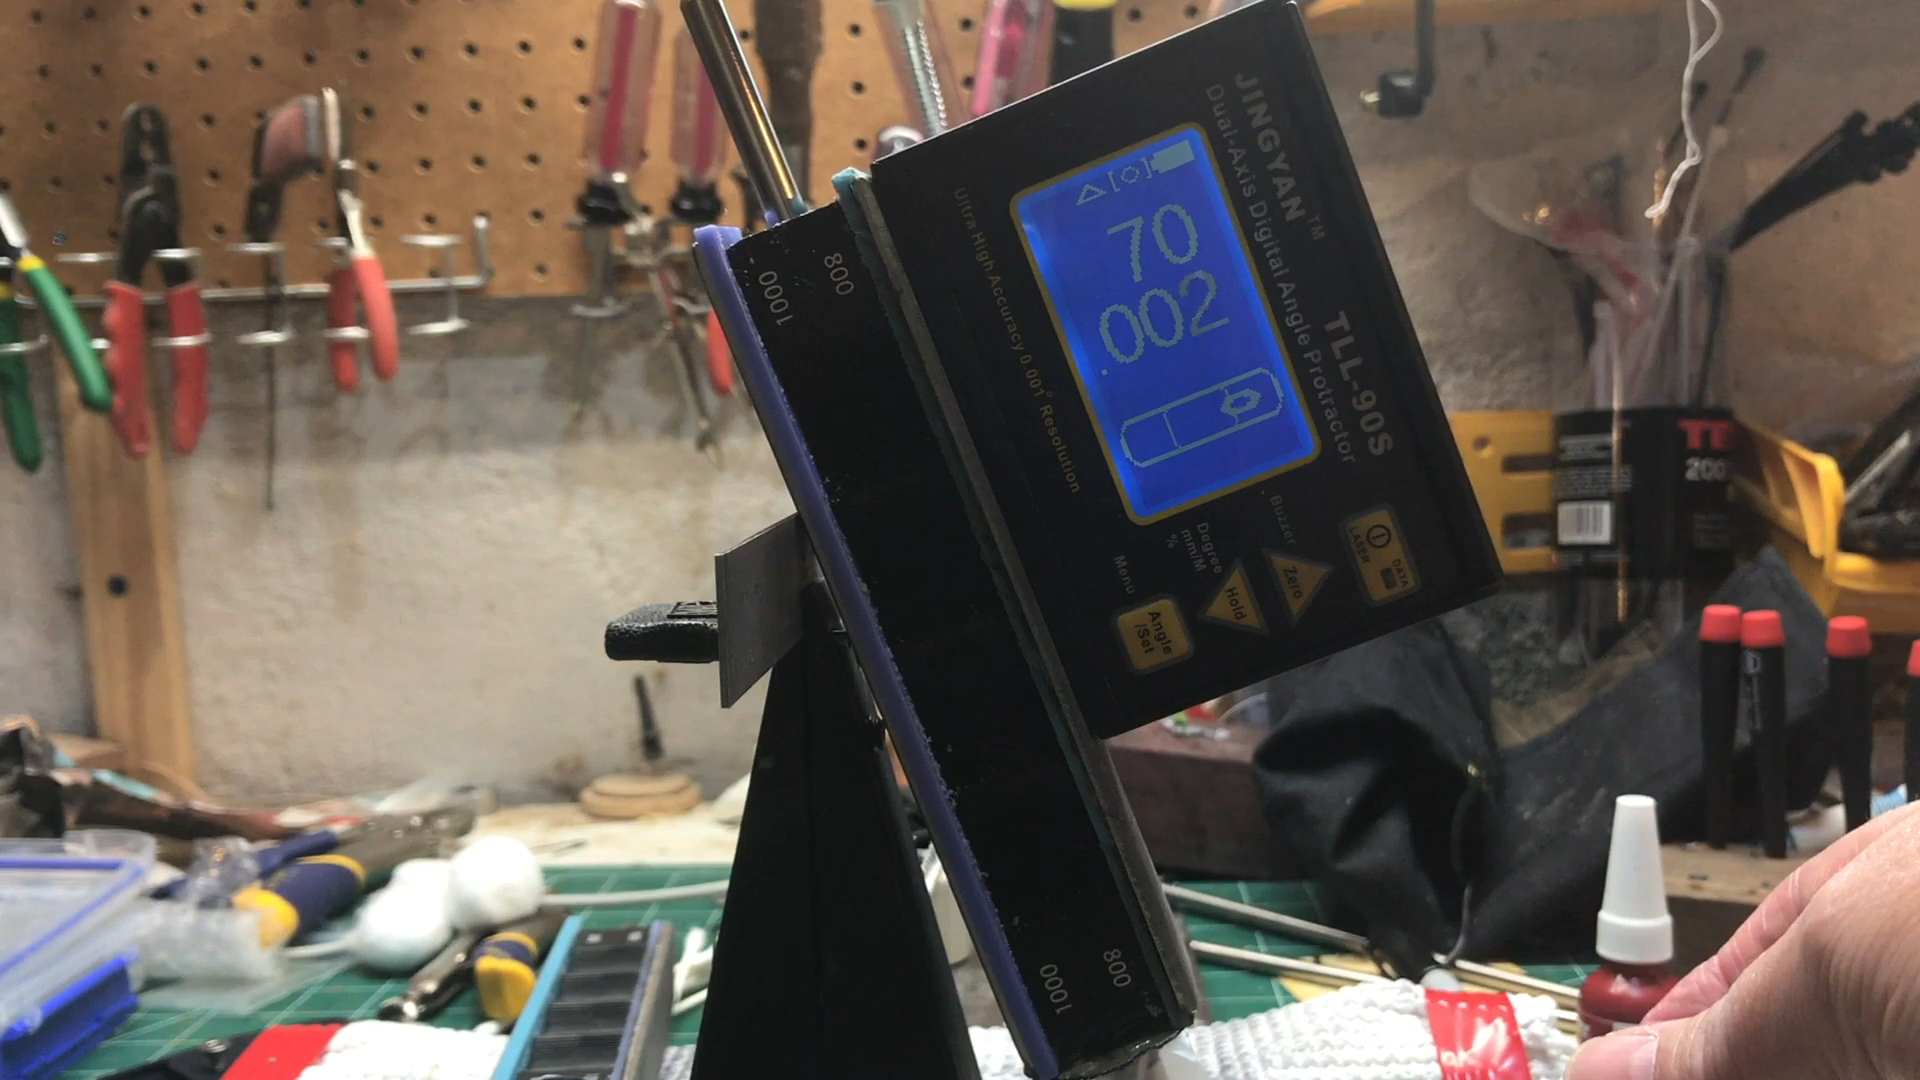 JINGYAN™
TLL-90S
Dual-Axis Digital Angle Protractor
70
.002
Ultra High Accuracy 0.001° Resolution
Buzzer
Degree
mm/M
%
Menu
LASER
DATA
Zero
Hold
Angle
/Set
800
1000
800
1000
200